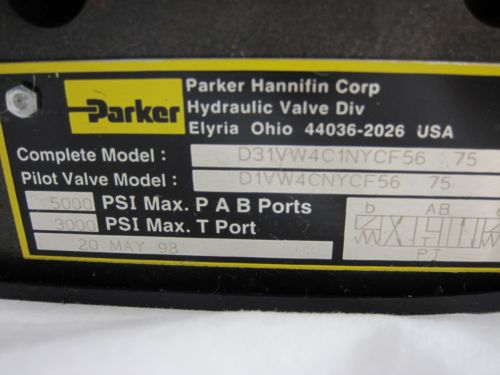 Parker
Parker Hannifin Corp
Hydraulic Valve Div
Elyria Ohio 44036-2026 USA
Complete Model : D31VW4C1NYCF56 75
Pilot Valve Model : D1VW4CNYCF56 75
5000 PSI Max. P A B Ports
3000 PSI Max. T Port
20 MAY 98
b AB
PT